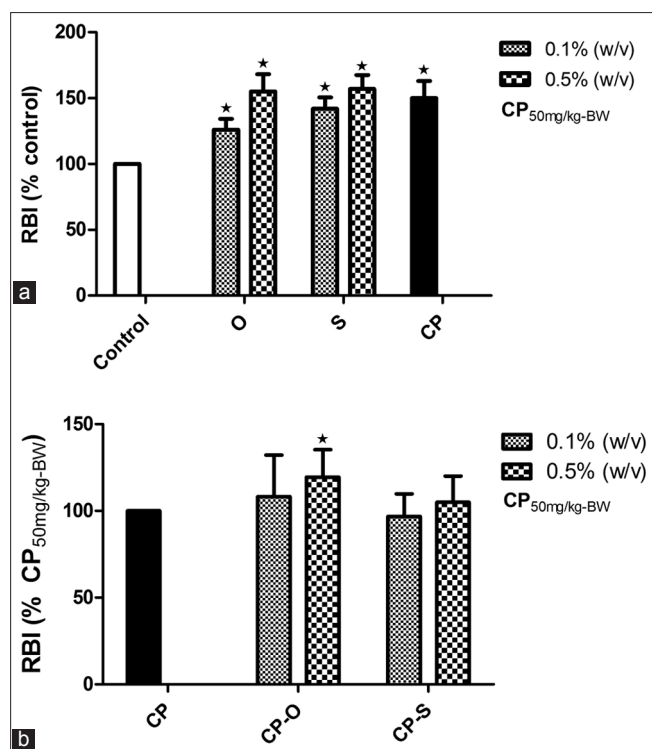 200
150
100
50
0
RBI (% control)
★ ★ ★ ★ ★
Control
O
S
CP
0.1% (w/v)
0.5% (w/v)
CP50mg/kg-BW
a
150
100
50
0
RBI (% CP50mg/kg-BW)
★
CP
CP-O
CP-S
0.1% (w/v)
0.5% (w/v)
CP50mg/kg-BW
b